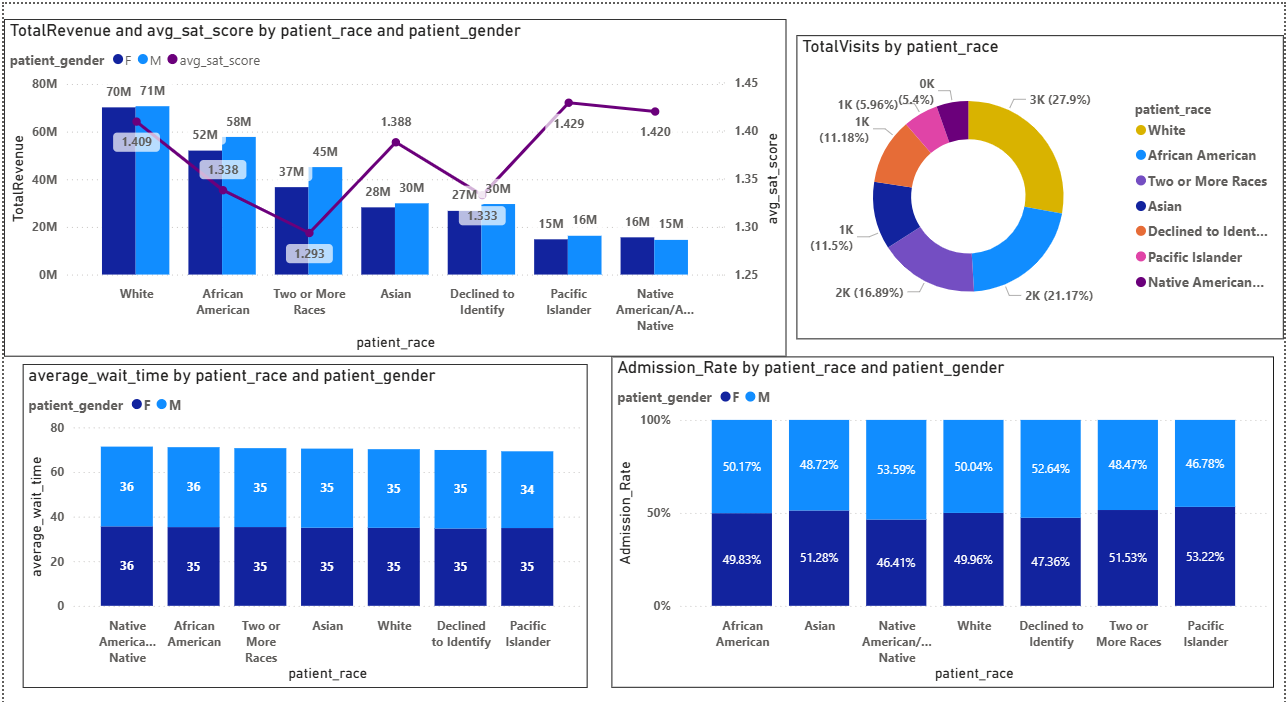 TotalRevenue and avg_sat_score by patient_race and patient_gender
patient_gender F M avg_sat_score
80M
60M
40M
20M
0M
TotalRevenue
70M 71M
52M 58M
37M 45M
28M 30M
27M 30M
15M 16M
16M 15M
1.409
1.338
1.293
1.388
1.333
1.429
1.420
1.45
1.40
1.35
1.30
1.25
avg_sat_score
White
African
American
Two or More
Races
Asian
Declined to
Identify
Pacific
Islander
Native
American/A...
Native
patient_race
TotalVisits by patient_race
0K
(5.4%)
1K (5.96%)
1K
(11.18%)
1K
(11.5%)
2K (16.89%)
2K (21.17%)
3K (27.9%)
patient_race
White
African American
Two or More Races
Asian
Declined to Ident...
Pacific Islander
Native American...
average_wait_time by patient_race and patient_gender
patient_gender F M
80
60
40
20
0
average_wait_time
36 36 35 35 35 35 34
36 35 35 35 35 35 35
Native
America...
Native
African
American
Two or
More
Races
Asian
White
Declined
to Identify
Pacific
Islander
patient_race
Admission_Rate by patient_race and patient_gender
patient_gender F M
100%
50%
0%
Admission_Rate
50.17% 48.72% 53.59% 50.04% 52.64% 48.47% 46.78%
49.83% 51.28% 46.41% 49.96% 47.36% 51.53% 53.22%
African
American
Asian
Native
American/...
Native
White
Declined to
Identify
Two or
More Races
Pacific
Islander
patient_race